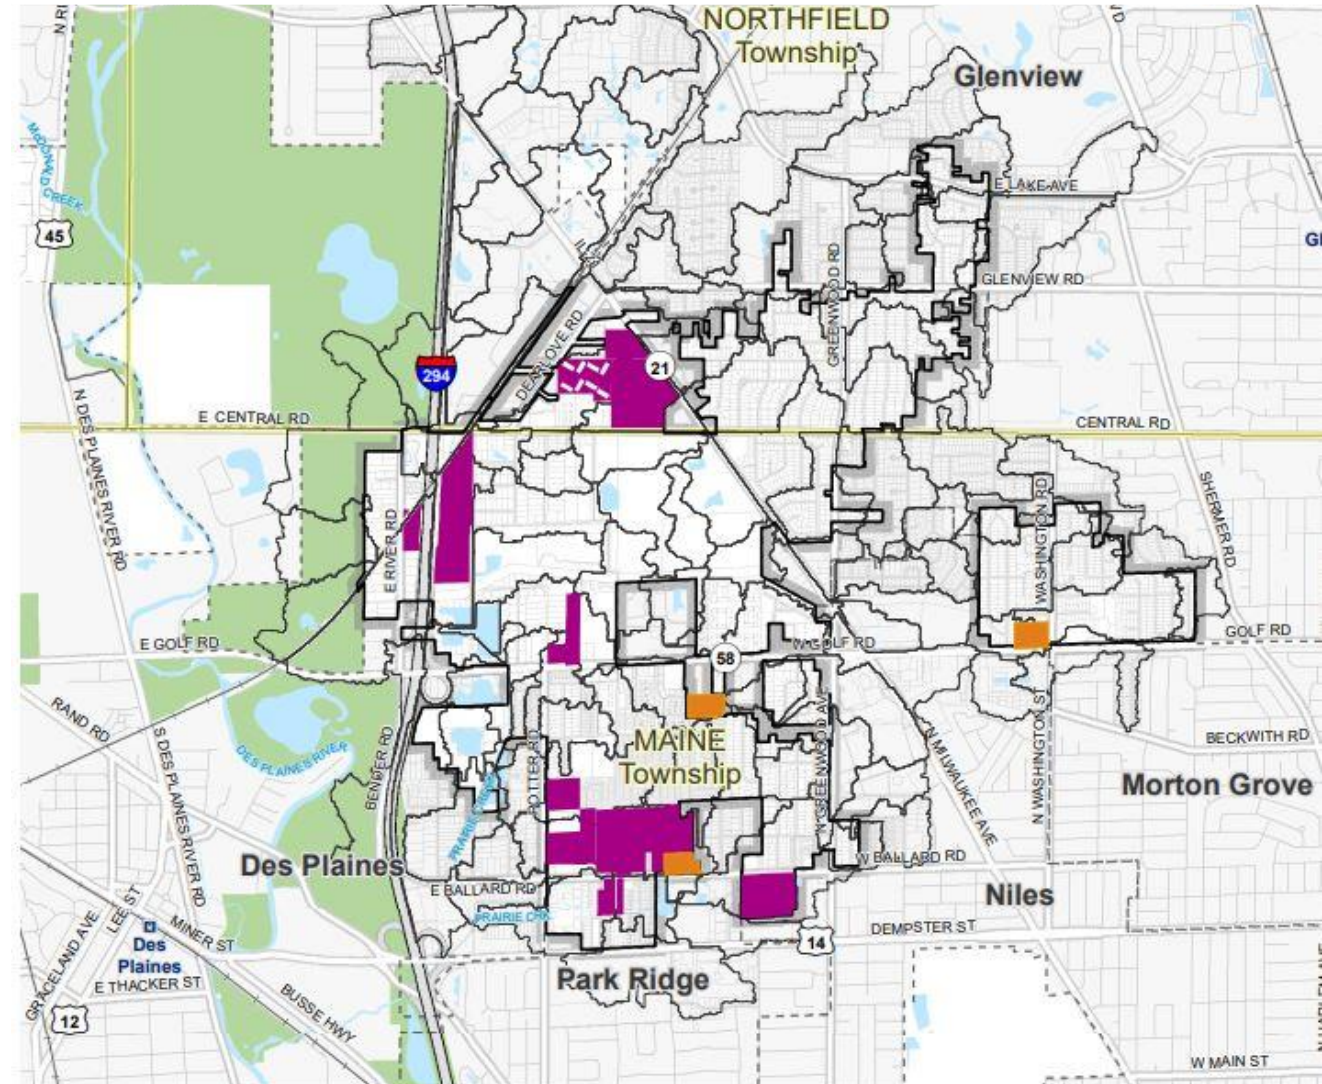 NORTHFIELD
Township
Glenview
McDONALD
CREEK
45
E LAKE AVE
GREENWOOD RD
GLENVIEW RD
DEARLOVE RD
21
294
N DES PLAINES RIVER RD
E CENTRAL RD
CENTRAL RD
SHERMER RD
WASHINGTON RD
E RIVER RD
E GOLF RD
W GOLF RD
GOLF RD
58
RAND RD
S DES PLAINES RIVER RD
DES PLAINES RIVER
BENDER RD
POTTER RD
MAINE
Township
N GREENWOOD AVE
N MILWAUKEE AVE
N WASHINGTON ST
BECKWITH RD
Morton Grove
Des Plaines
E BALLARD RD
W BALLARD RD
Niles
PRAIRIE CRK
DEMPSTER ST
14
GRACELAND AVE
LEE ST
MINER ST
Des
Plaines
E THACKER ST
Park Ridge
BUSSE HWY
12
W MAIN ST